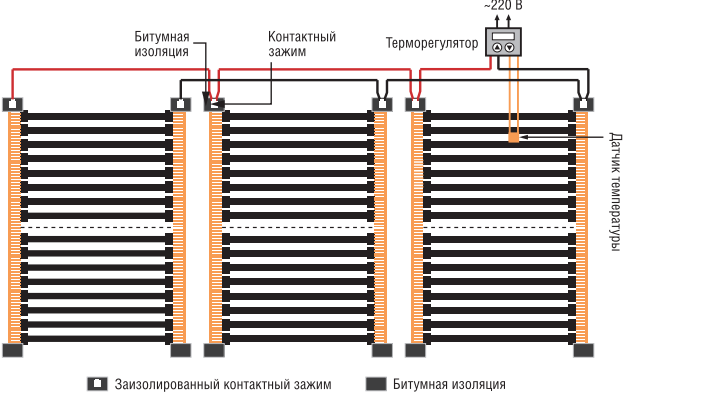 ~220 В
Битумная
изоляция
Контактный
зажим
Терморегулятор
Датчик температуры
Заизолированный контактный зажим
Битумная изоляция